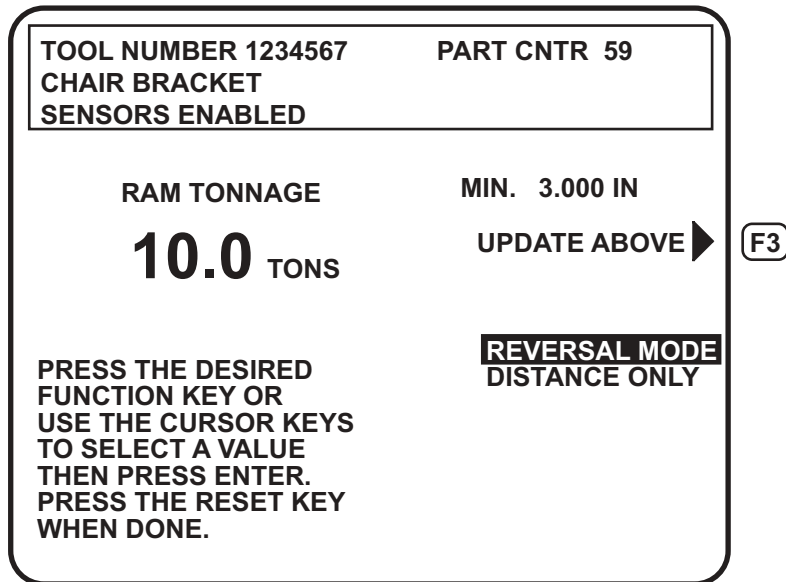 TOOL NUMBER 1234567 PART CNTR 59
CHAIR BRACKET
SENSORS ENABLED
RAM TONNAGE
10.0 TONS
MIN. 3.000 IN
UPDATE ABOVE
F3
REVERSAL MODE
DISTANCE ONLY
PRESS THE DESIRED
FUNCTION KEY OR
USE THE CURSOR KEYS
TO SELECT A VALUE
THEN PRESS ENTER.
PRESS THE RESET KEY
WHEN DONE.